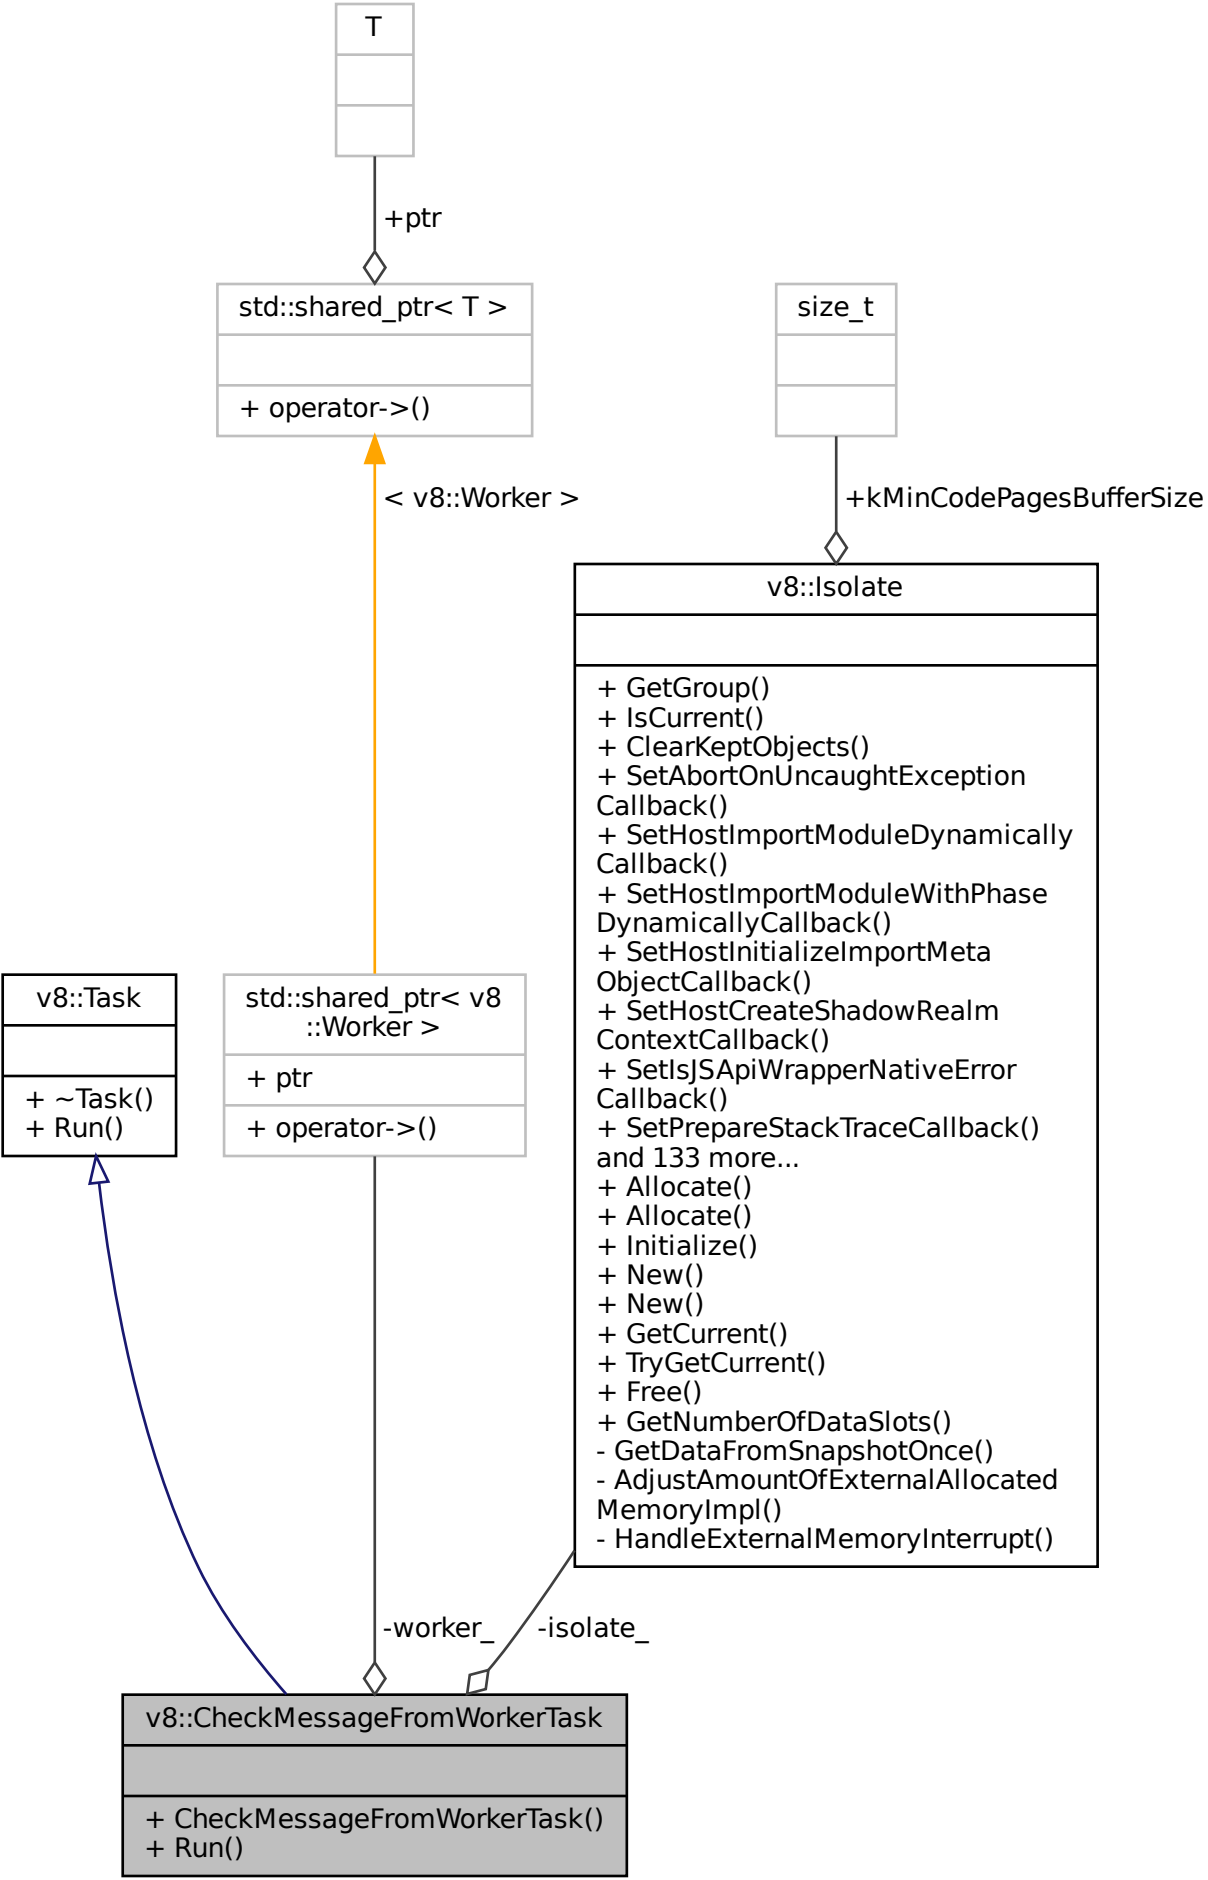 T
+ptr
std::shared_ptr< T >
+ operator->()
size_t
< v8::Worker >
+kMinCodePagesBufferSize
v8::Isolate
+ GetGroup()
+ IsCurrent()
+ ClearKeptObjects()
+ SetAbortOnUncaughtException
Callback()
+ SetHostImportModuleDynamically
Callback()
+ SetHostImportModuleWithPhase
DynamicallyCallback()
+ SetHostInitializeImportMeta
ObjectCallback()
+ SetHostCreateShadowRealm
ContextCallback()
+ SetIsJSApiWrapperNativeError
Callback()
+ SetPrepareStackTraceCallback()
and 133 more...
+ Allocate()
+ Allocate()
+ Initialize()
+ New()
+ New()
+ GetCurrent()
+ TryGetCurrent()
+ Free()
+ GetNumberOfDataSlots()
- GetDataFromSnapshotOnce()
- AdjustAmountOfExternalAllocated
MemoryImpl()
- HandleExternalMemoryInterrupt()
v8::Task
+ ~Task()
+ Run()
std::shared_ptr< v8
::Worker >
+ ptr
+ operator->()
-worker_
-isolate_
v8::CheckMessageFromWorkerTask
+ CheckMessageFromWorkerTask()
+ Run()